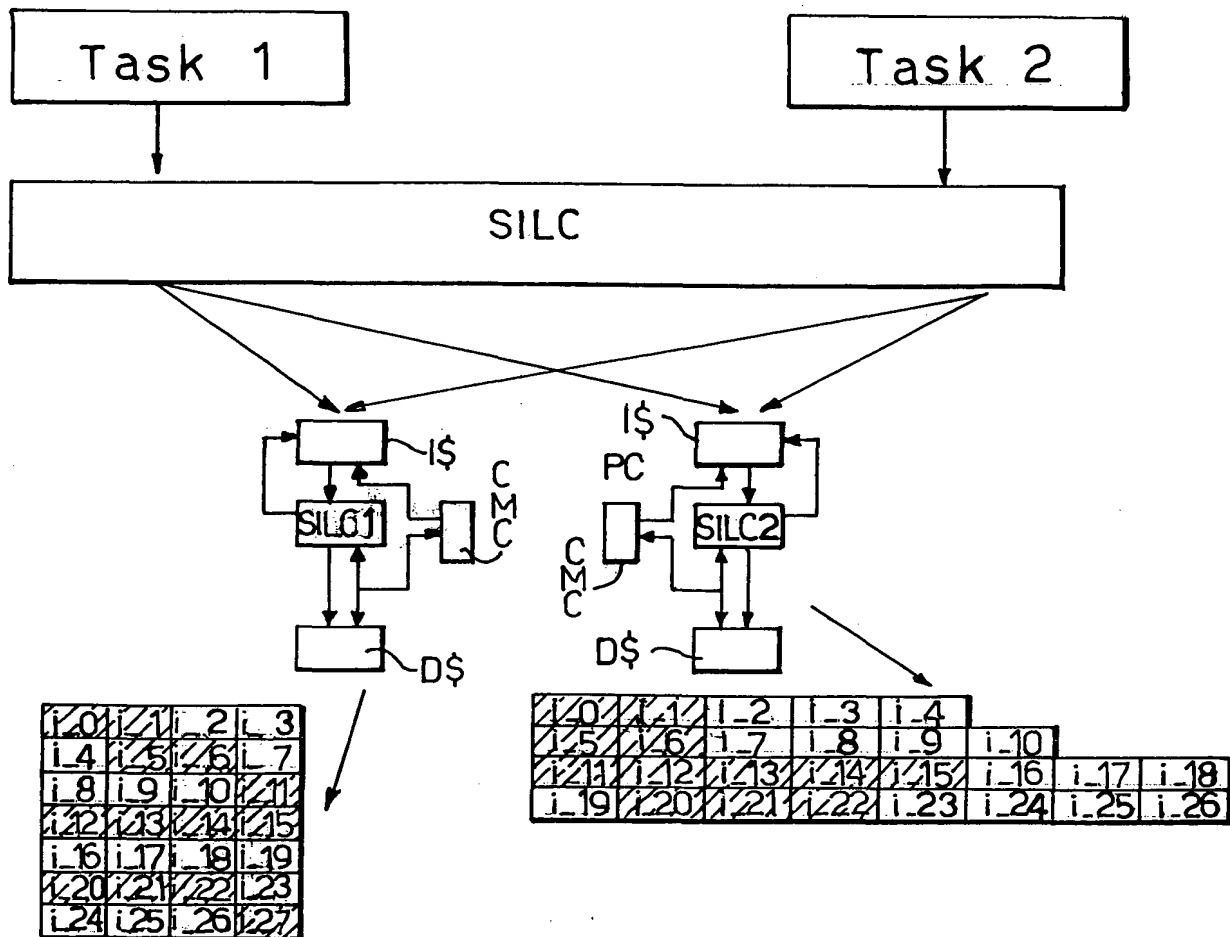 Task 1
Task 2
SILC
I$
I$
PC
CMC
SILC1
SILC2
CMC
D$
D$
i_0 i_1 i_2 i_3
i_4 i_5 i_6 i_7
i_8 i_9 i_10 i_11
i_12 i_13 i_14 i_15
i_16 i_17 i_18 i_19
i_20 i_21 i_22 i_23
i_24 i_25 i_26 i_27
i_0 i_1 i_2 i_3 i_4
i_5 i_6 i_7 i_8 i_9 i_10
i_11 i_12 i_13 i_14 i_15 i_16 i_17 i_18
i_19 i_20 i_21 i_22 i_23 i_24 i_25 i_26